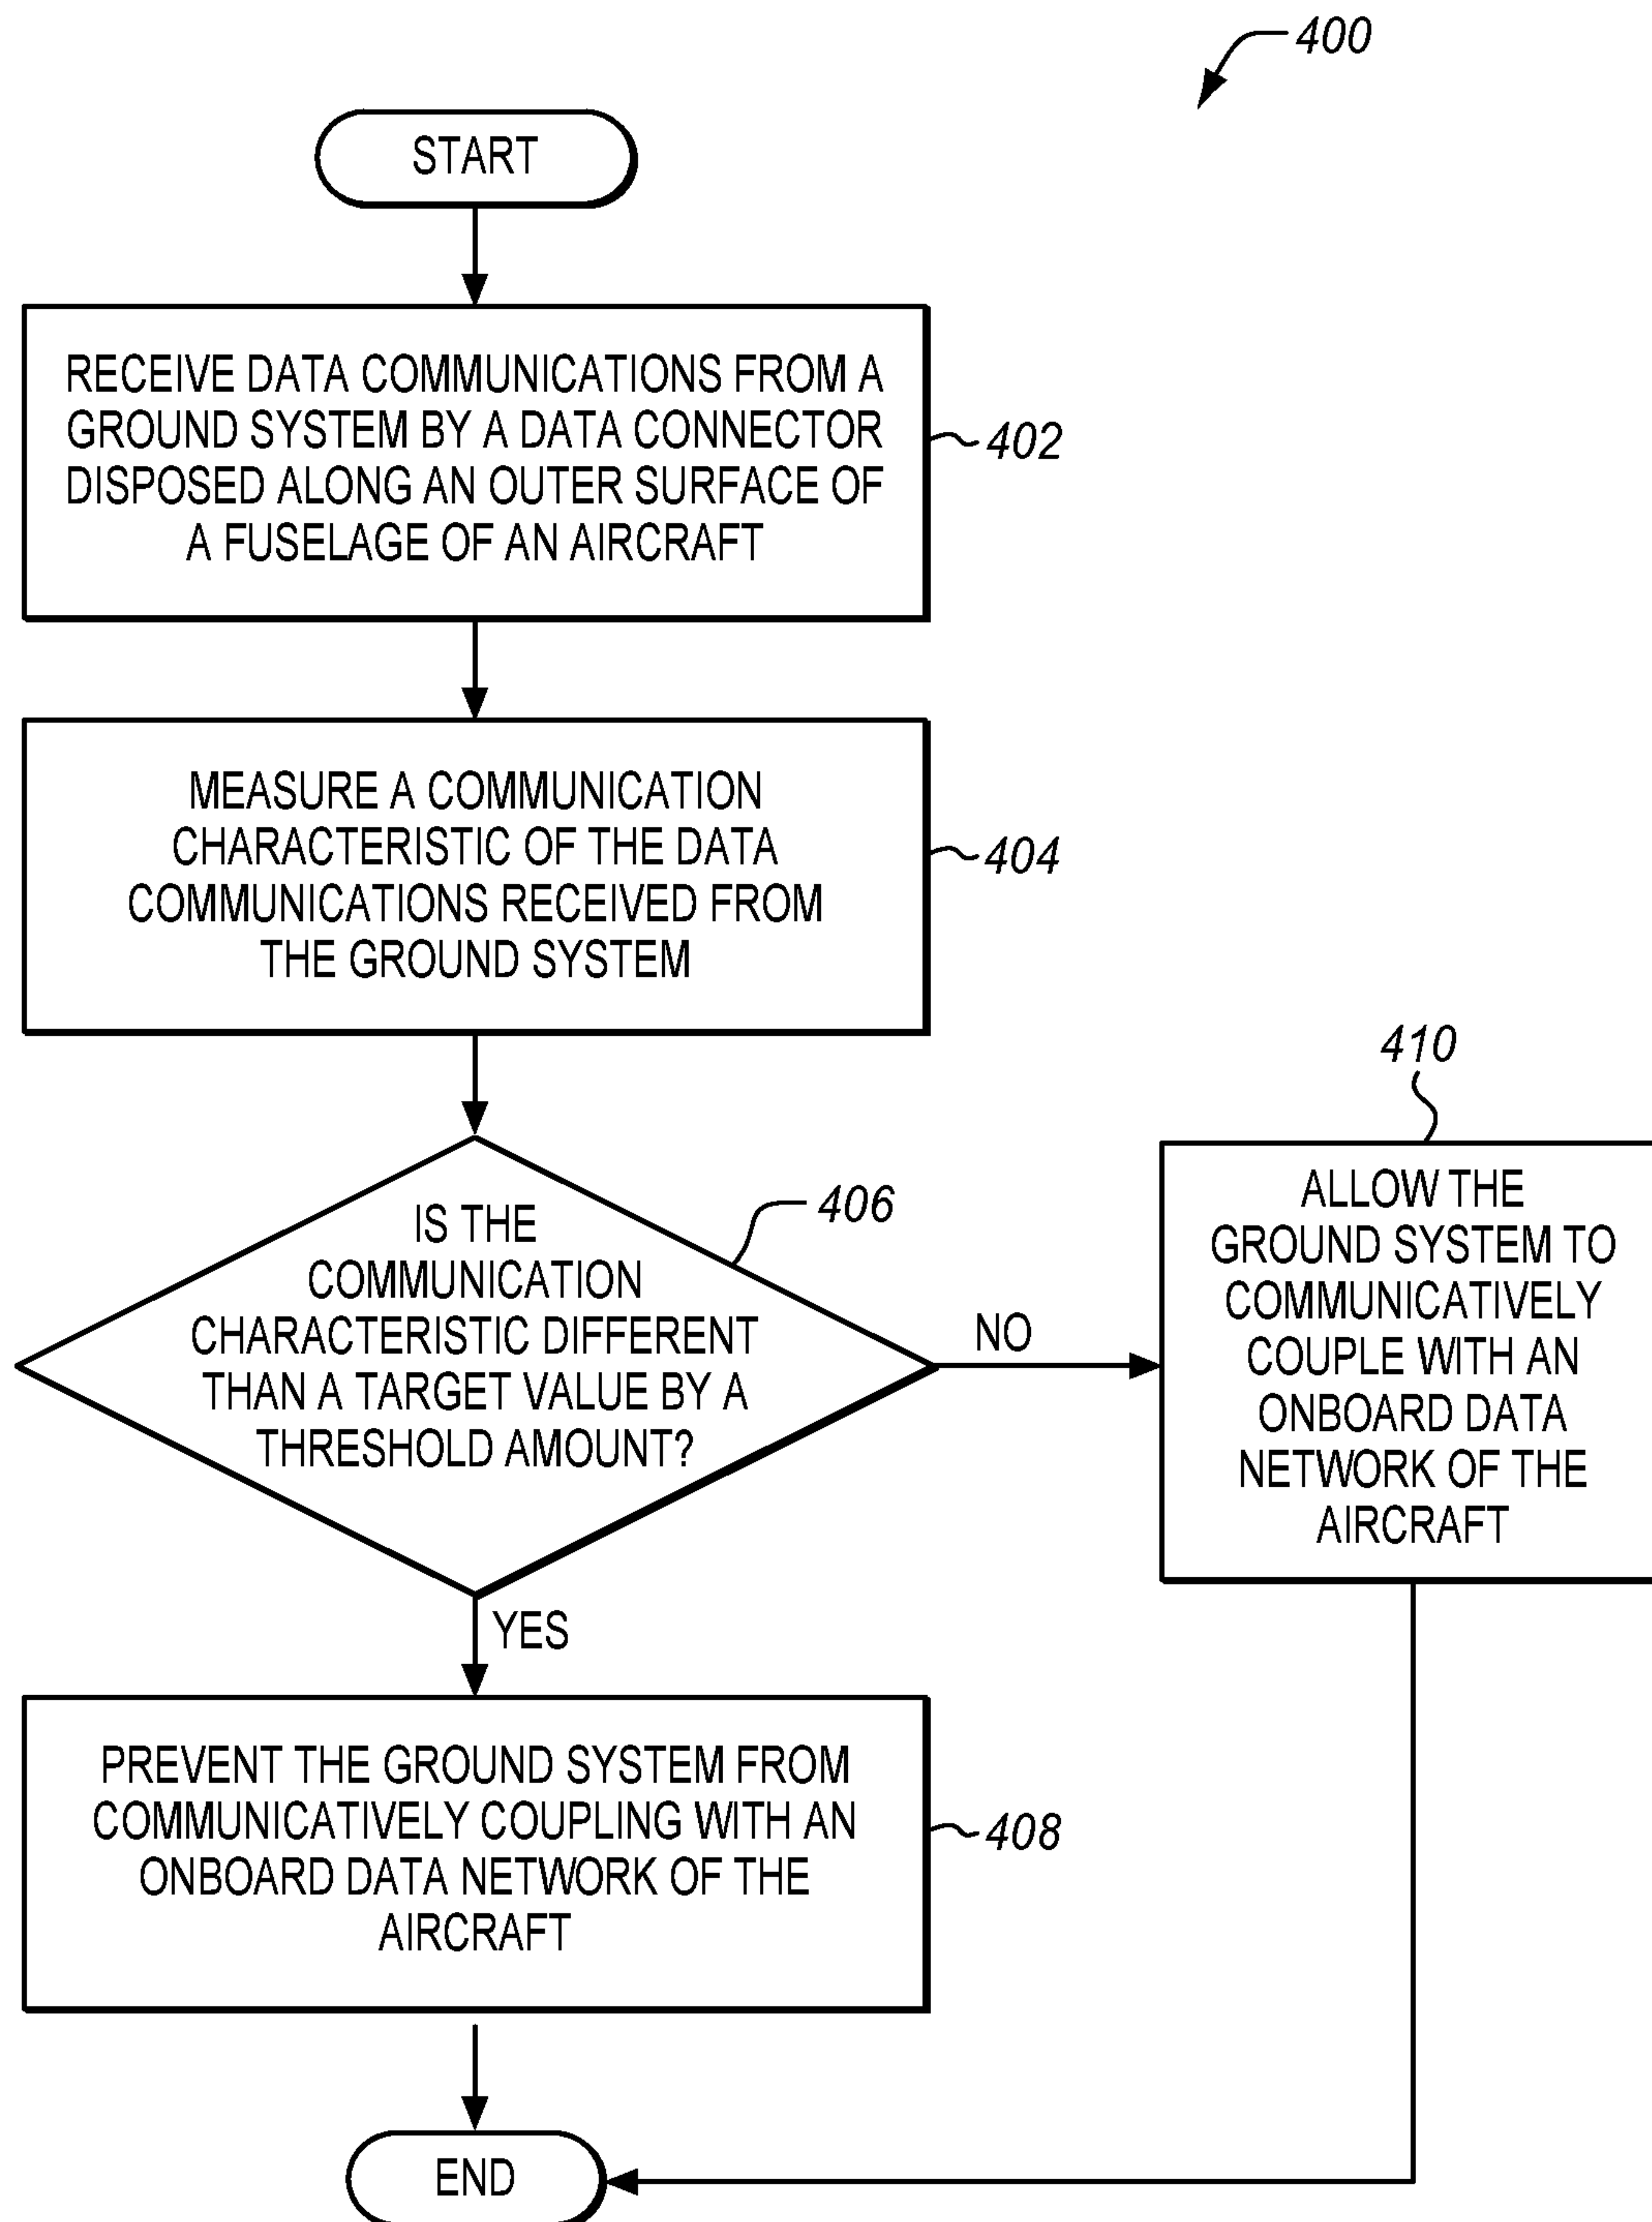 400
START
RECEIVE DATA COMMUNICATIONS FROM A
GROUND SYSTEM BY A DATA CONNECTOR
DISPOSED ALONG AN OUTER SURFACE OF
A FUSELAGE OF AN AIRCRAFT
402
MEASURE A COMMUNICATION
CHARACTERISTIC OF THE DATA
COMMUNICATIONS RECEIVED FROM
THE GROUND SYSTEM
404
IS THE
COMMUNICATION
CHARACTERISTIC DIFFERENT
THAN A TARGET VALUE BY A
THRESHOLD AMOUNT?
406
NO
410
ALLOW THE
GROUND SYSTEM TO
COMMUNICATIVELY
COUPLE WITH AN
ONBOARD DATA
NETWORK OF THE
AIRCRAFT
YES
PREVENT THE GROUND SYSTEM FROM
COMMUNICATIVELY COUPLING WITH AN
ONBOARD DATA NETWORK OF THE
AIRCRAFT
408
END